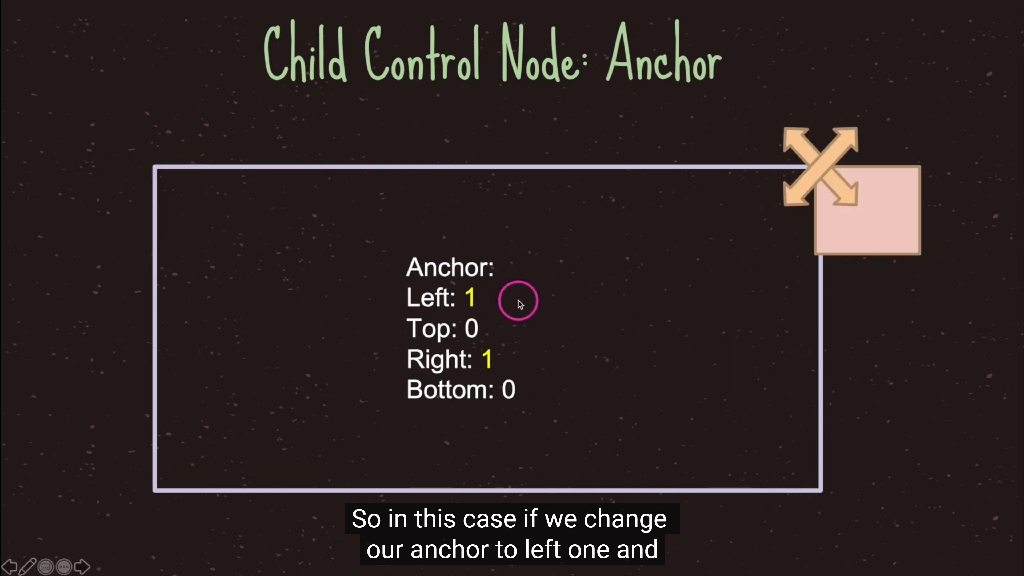 Child Control Node: Anchor
Anchor:
Left: 1
Top: 0
Right: 1
Bottom: 0
So in this case if we change
our anchor to left one and